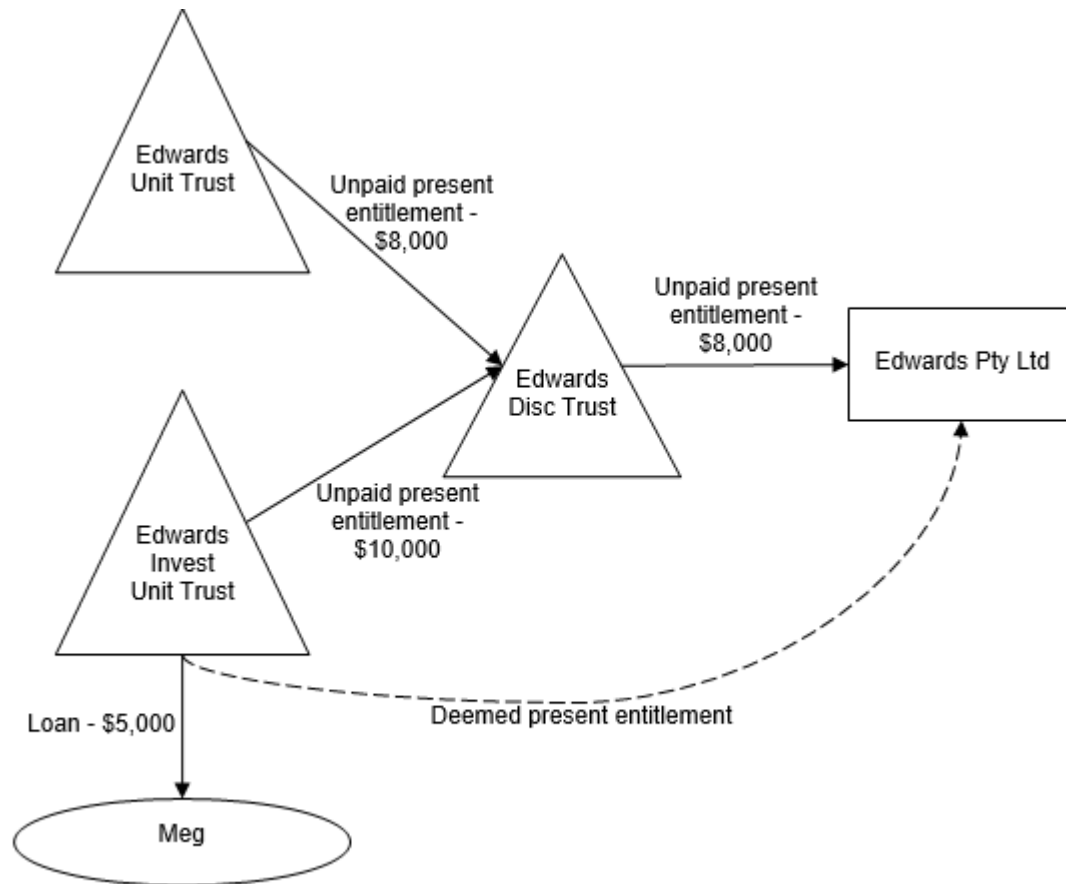 Edwards
Unit Trust
Unpaid present
entitlement -
$8,000
Unpaid present
entitlement -
$8,000
Edwards Pty Ltd
Edwards
Disc Trust
Unpaid present
entitlement -
$10,000
Edwards
Invest
Unit Trust
Loan - $5,000
Deemed present entitlement
Meg